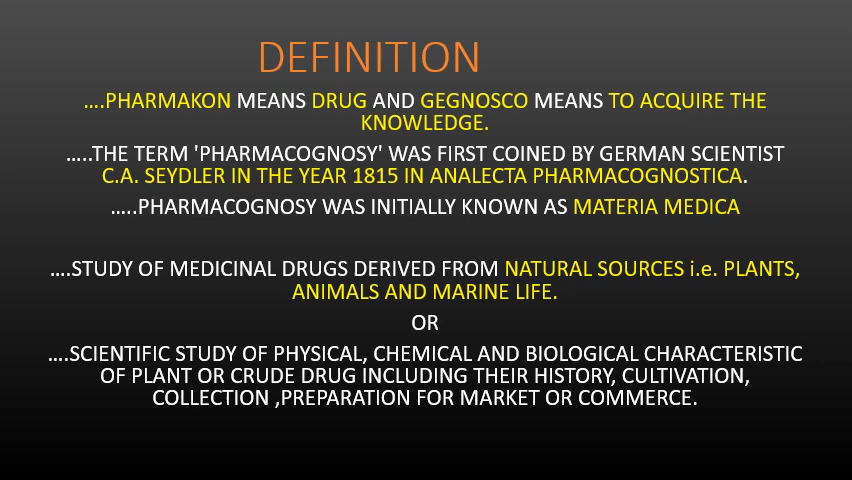 DEFINITION
....PHARMAKON MEANS DRUG AND GEGNOSCO MEANS TO ACQUIRE THE
KNOWLEDGE.
.....THE TERM 'PHARMACOGNOSY' WAS FIRST COINED BY GERMAN SCIENTIST
C.A. SEYDLER IN THE YEAR 1815 IN ANALECTA PHARMACOGNOSTICA.
.....PHARMACOGNOSY WAS INITIALLY KNOWN AS MATERIA MEDICA
....STUDY OF MEDICINAL DRUGS DERIVED FROM NATURAL SOURCES i.e. PLANTS,
ANIMALS AND MARINE LIFE.
OR
....SCIENTIFIC STUDY OF PHYSICAL, CHEMICAL AND BIOLOGICAL CHARACTERISTIC
OF PLANT OR CRUDE DRUG INCLUDING THEIR HISTORY, CULTIVATION,
COLLECTION ,PREPARATION FOR MARKET OR COMMERCE.